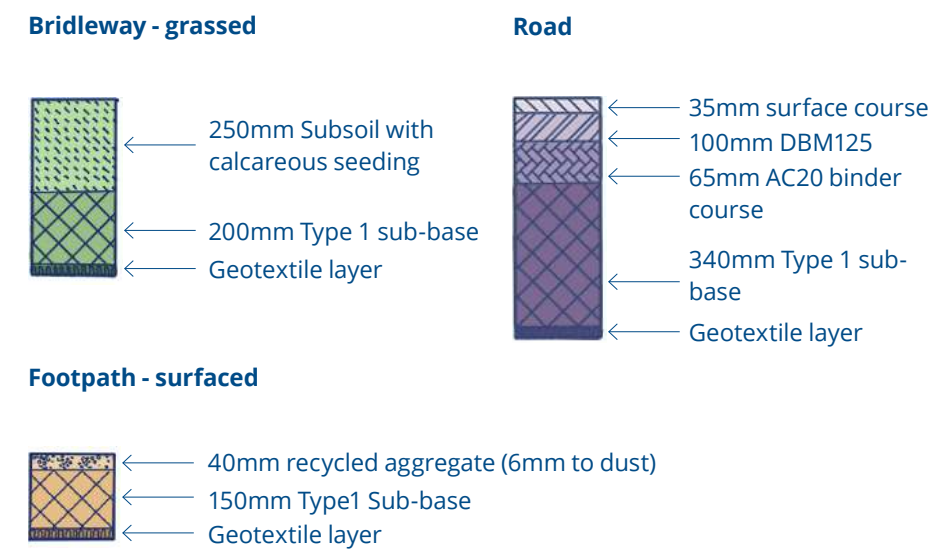 Bridleway - grassed
250mm Subsoil with
calcareous seeding
200mm Type 1 sub-base
Geotextile layer
Road
35mm surface course
100mm DBM125
65mm AC20 binder
course
340mm Type 1 sub-
base
Geotextile layer
Footpath - surfaced
40mm recycled aggregate (6mm to dust)
150mm Type1 Sub-base
Geotextile layer